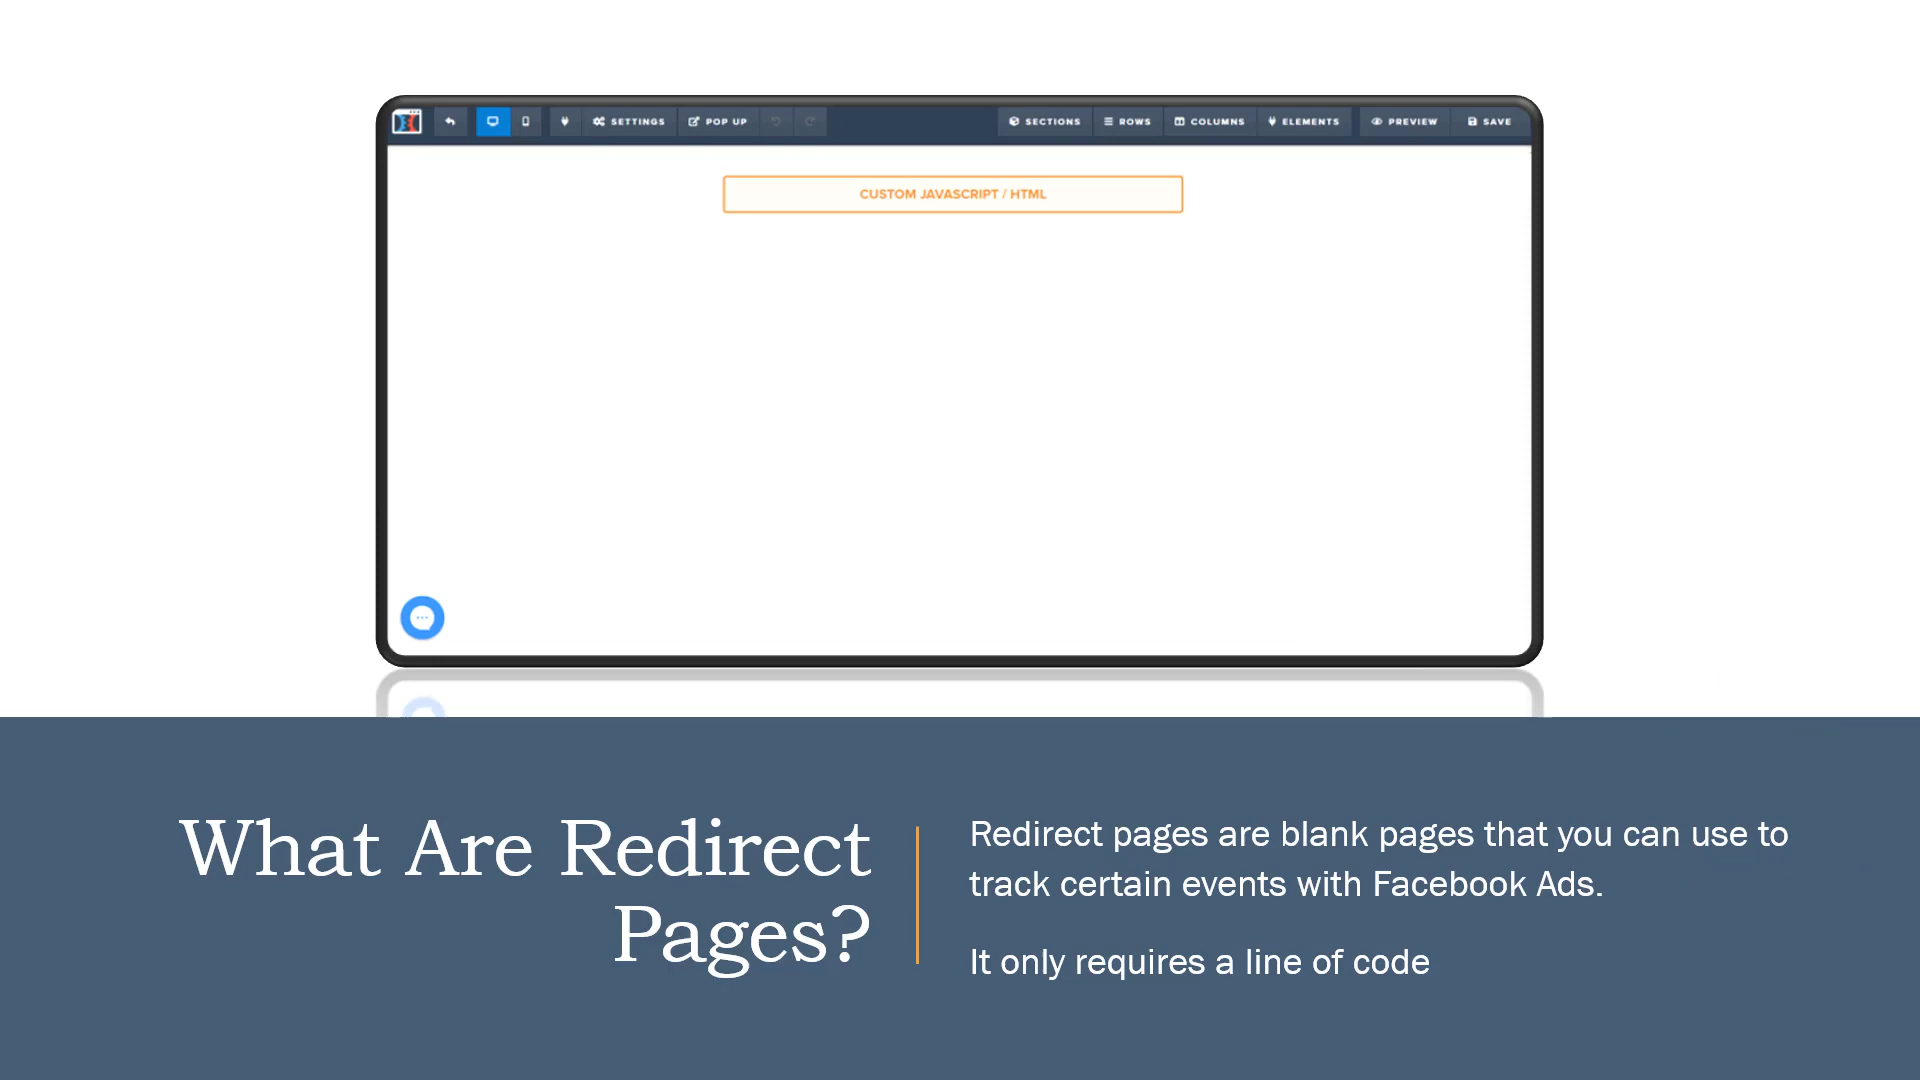 SETTINGS POP UP SECTIONS ROWS COLUMNS ELEMENTS PREVIEW SAVE
CUSTOM JAVASCRIPT / HTML
What Are Redirect
Pages?
Redirect pages are blank pages that you can use to
track certain events with Facebook Ads.
It only requires a line of code